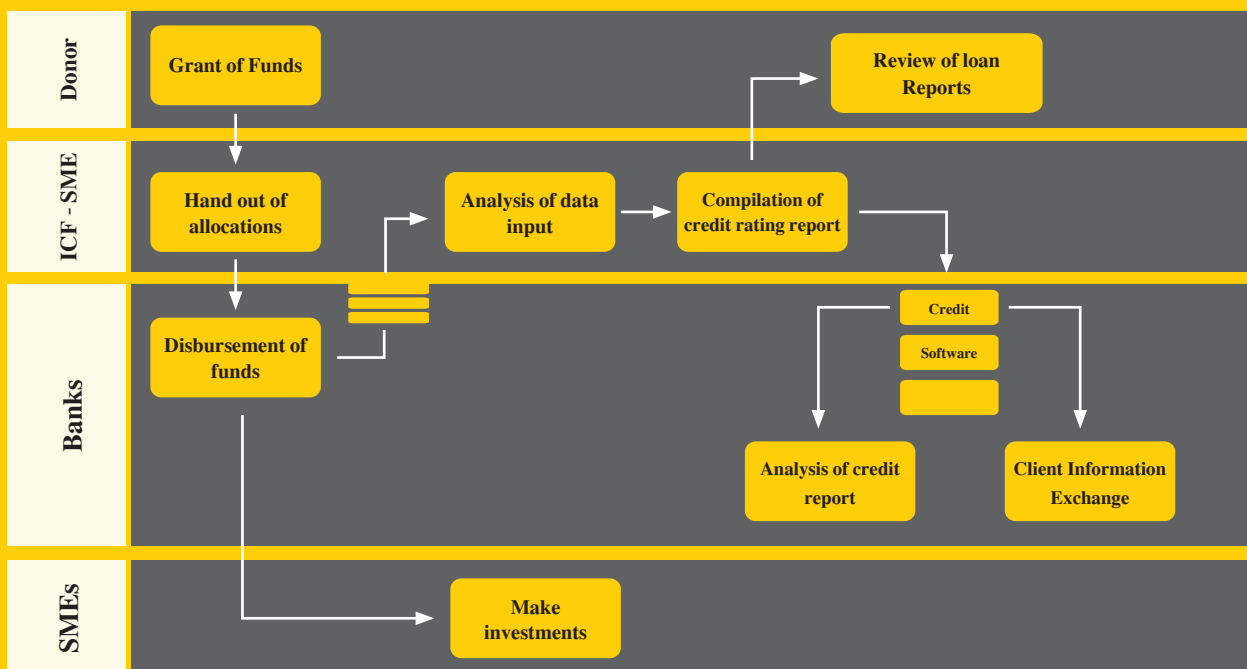 Donor
Grant of Funds
Review of loan
Reports
ICF - SME
Hand out of
allocations
Analysis of data
input
Compilation of
credit rating report
Banks
Disbursement of
funds
Credit
Software
Analysis of credit
report
Client Information
Exchange
SMEs
Make
investments